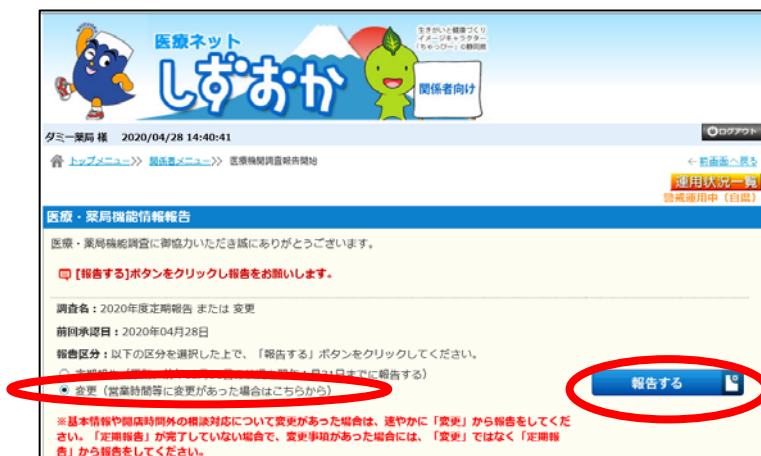 医療ネット
しずおか
生きがいと健康づくり
イメージキャラクター
「ちゃっぴー」©静岡県
関係者向け
ダミー薬局 様 2020/04/28 14:40:41
ログアウト
トップメニュー>> 関係者メニュー>> 医療機関調査報告開始
←前画面へ戻る
運用状況一覧
警戒運用中(自県)
医療・薬局機能情報報告
医療・薬局機能調査に御協力いただき誠にありがとうございます。
[報告する]ボタンをクリックし報告をお願いします。
調査名:2020年度定期報告 または 変更
前回承認日:2020年04月28日
報告区分:以下の区分を選択した上で、「報告する」ボタンをクリックしてください。
31日までに報告する)
変更(営業時間等に変更があった場合はこちらから)
報告する
※基本情報や開店時間外の相談対応について変更があった場合は、速やかに「変更」から報告をしてくだ
さい。「定期報告」が完了していない場合で、変更事項があった場合には、「変更」ではなく「定期報
告」から報告をしてください。